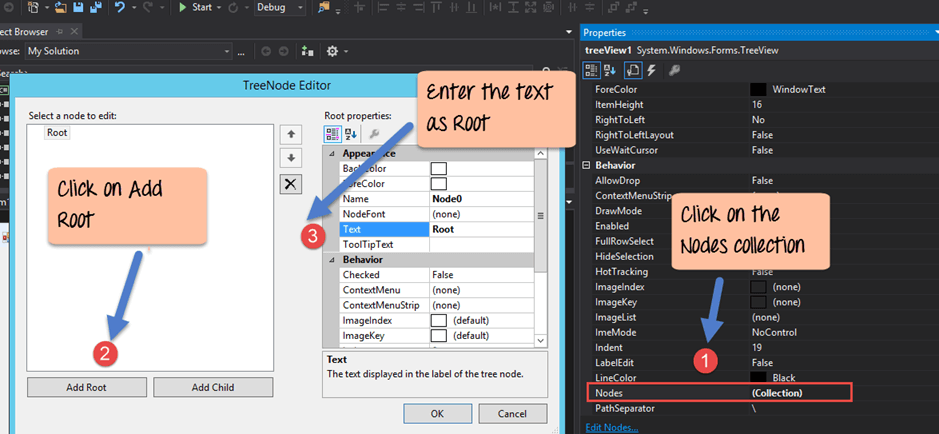 Start
Debug
ect Browser
wse: My Solution
...
TreeNode Editor
Select a node to edit:
Root
Add Root
Add Child
Root properties:
Appearance
BackColor
ForeColor
Name Node0
NodeFont (none)
Text Root
ToolTipText
Behavior
Checked False
ContextMenu (none)
ContextMenuStrip (none)
ImageIndex (default)
ImageKey (default)
Text
The text displayed in the label of the tree node.
OK
Cancel
Click on Add
Root
2
Enter the text
as Root
3
Properties
treeView1 System.Windows.Forms.TreeView
ForeColor WindowText
ItemHeight 16
RightToLeft No
RightToLeftLayout False
UseWaitCursor False
Behavior
AllowDrop False
ContextMenuStrip
DrawMode
Enabled
FullRowSelect
HideSelection
HotTracking False
ImageIndex (none)
ImageKey (none)
ImageList (none)
ImeMode NoControl
Indent 19
LabelEdit False
LineColor Black
Nodes (Collection)
PathSeparator \
Edit Nodes...
Click on the
Nodes collection
1